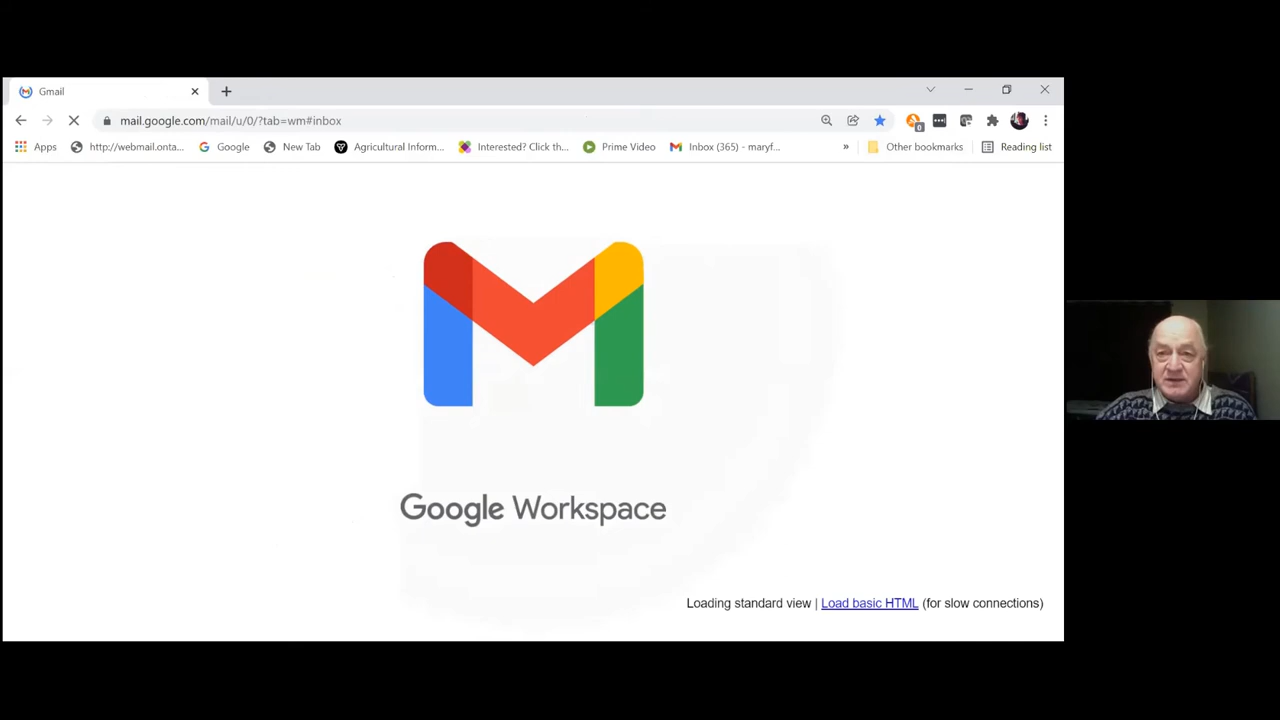 Gmail
mail.google.com/mail/u/0/?tab=wm#inbox
0
Apps http://webmail.onta... Google New Tab Agricultural Inform... Interested? Click th... Prime Video Inbox (365) - maryf... » Other bookmarks Reading list
Google Workspace
Loading standard view | Load basic HTML (for slow connections)